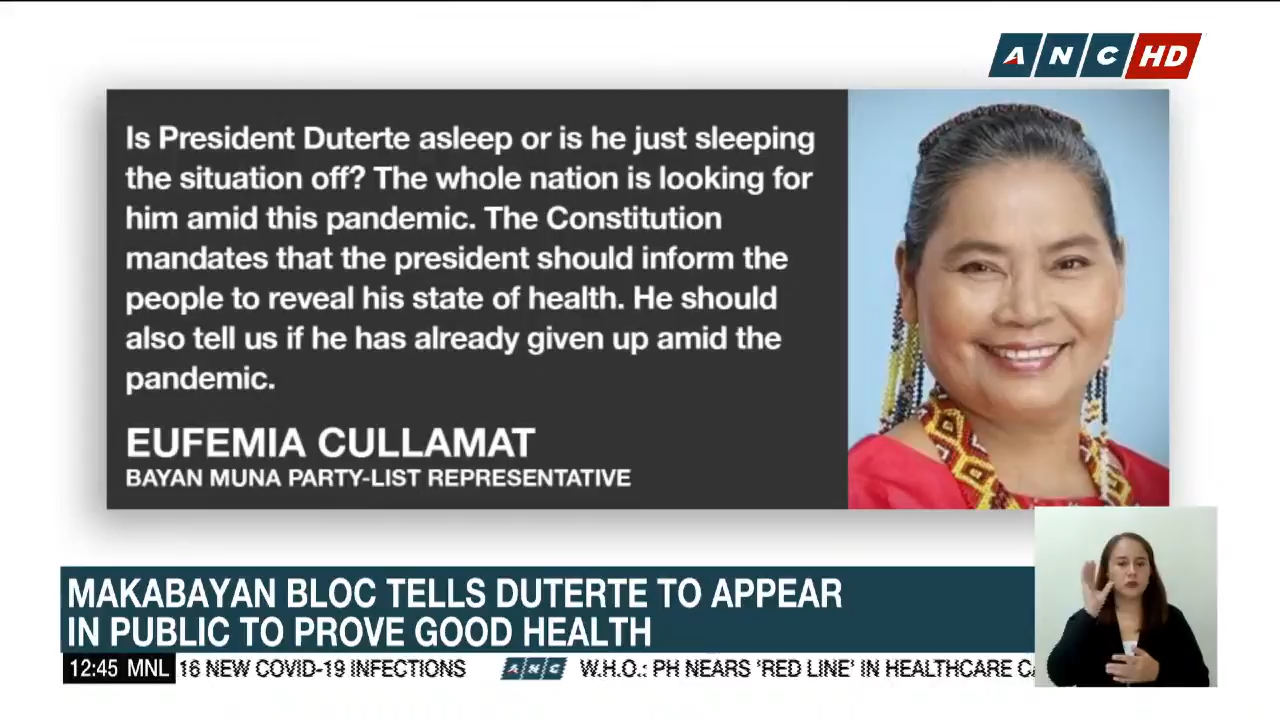 ANC HD
Is President Duterte asleep or is he just sleeping
the situation off? The whole nation is looking for
him amid this pandemic. The Constitution
mandates that the president should inform the
people to reveal his state of health. He should
also tell us if he has already given up amid the
pandemic.
EUFEMIA CULLAMAT
BAYAN MUNA PARTY-LIST REPRESENTATIVE
MAKABAYAN BLOC TELLS DUTERTE TO APPEAR
IN PUBLIC TO PROVE GOOD HEALTH
12:45 MNL 16 NEW COVID-19 INFECTIONS ANC W.H.O.: PH NEARS 'RED LINE' IN HEALTHCARE